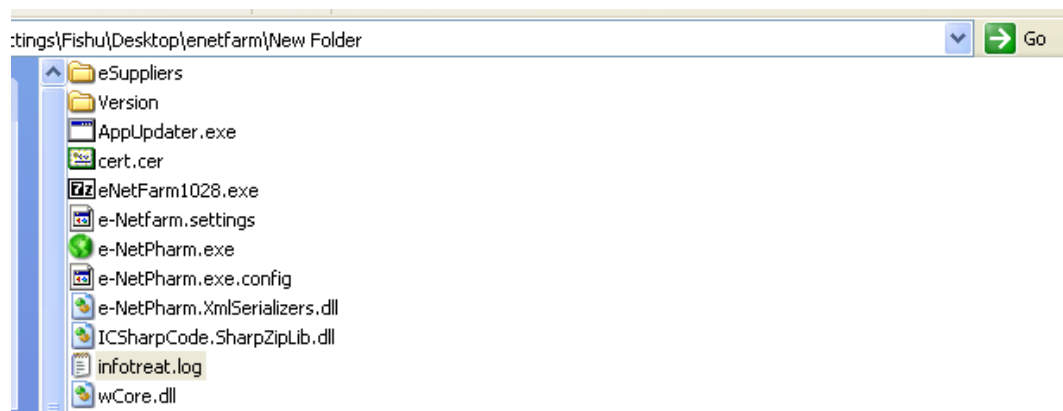 ttings\Fishu\Desktop\enetfarm\New Folder Go
eSuppliers
Version
AppUpdater.exe
cert.cer
eNetFarm1028.exe
e-Netfarm.settings
e-NetPharm.exe
e-NetPharm.exe.config
e-NetPharm.XmlSerializers.dll
ICSharpCode.SharpZipLib.dll
infotreat.log
wCore.dll